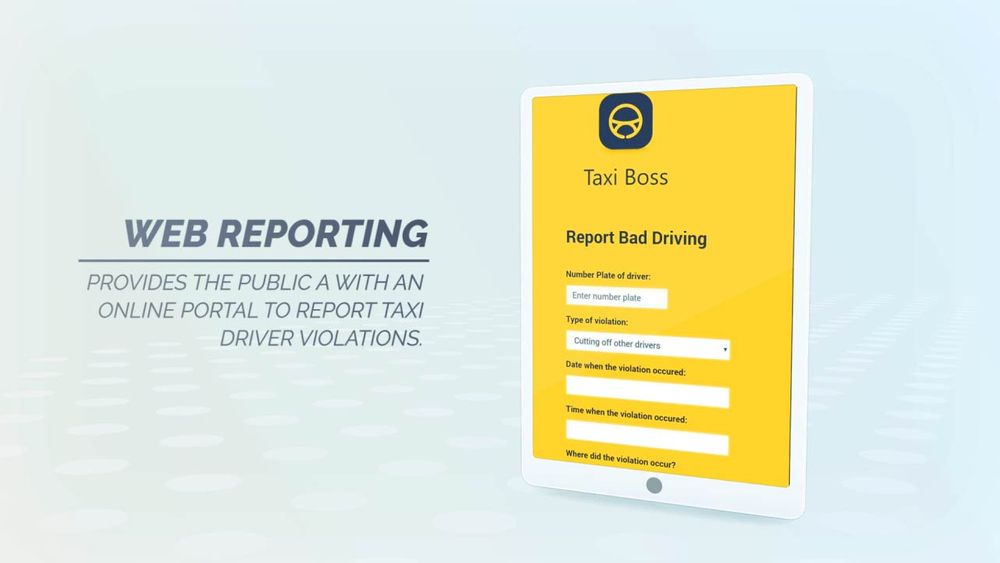 WEB REPORTING
PROVIDES THE PUBLIC A WITH AN
ONLINE PORTAL TO REPORT TAXI
DRIVER VIOLATIONS.
Taxi Boss
Report Bad Driving
Number Plate of driver:
Enter number plate
Type of violation:
Cutting off other drivers
Date when the violation occured:
Time when the violation occured:
Where did the violation occur?